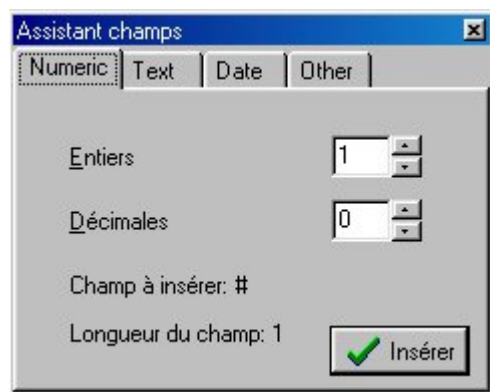 Assistant champs
Numeric Text Date Other
Entiers 1
Décimales 0
Champ à insérer: #
Longueur du champ: 1
Insérer